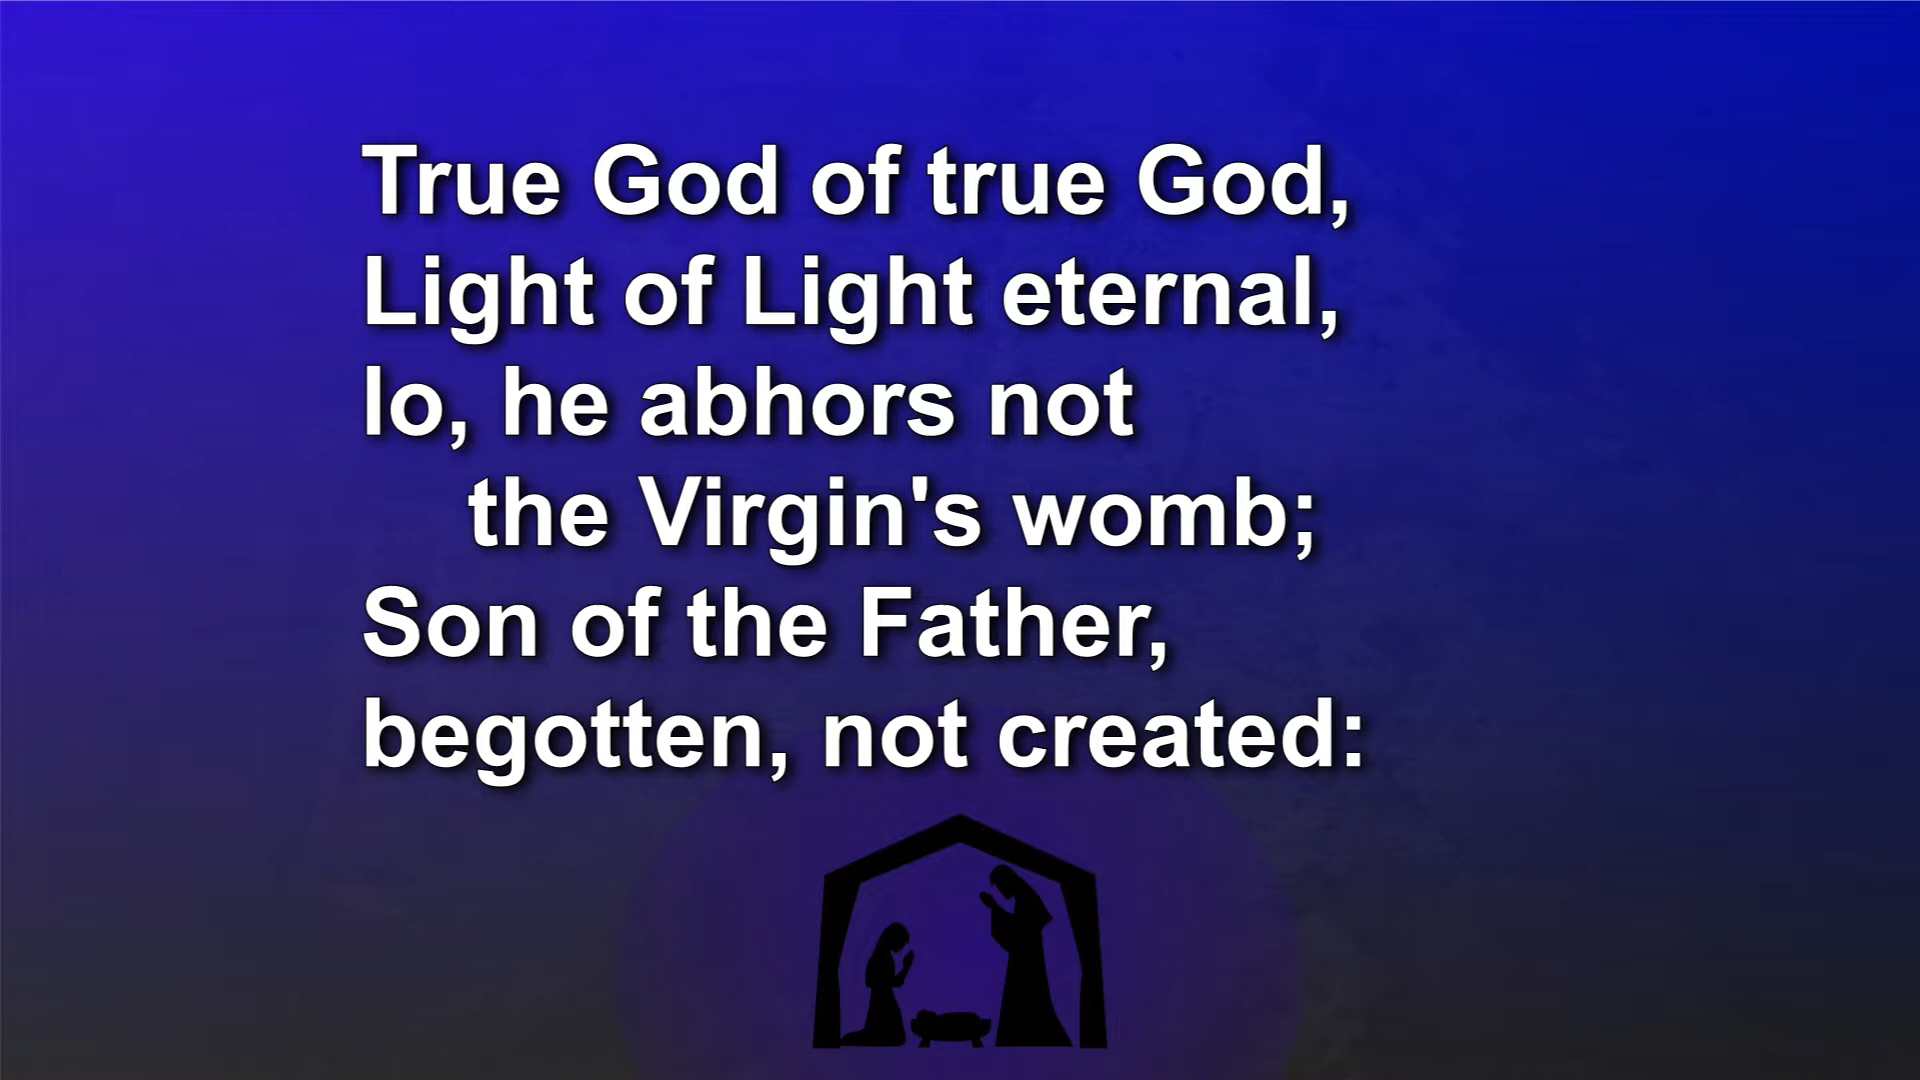 True God of true God,
Light of Light eternal,
lo, he abhors not
the Virgin's womb;
Son of the Father,
begotten, not created: